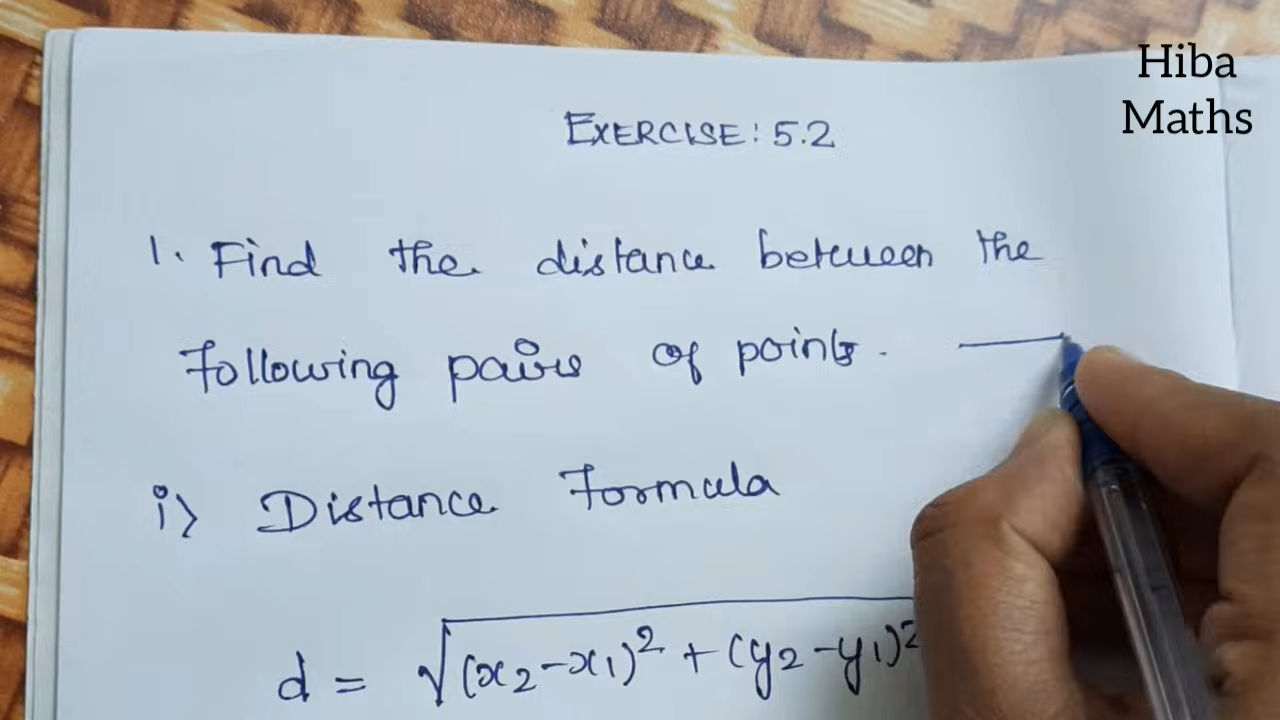 Hiba
Maths
EXERCISE: 5.2
1. Find the distance between the
following pairs of points.
i) Distance Formula
d = √(x₂-x₁)² + (y₂-y₁)²